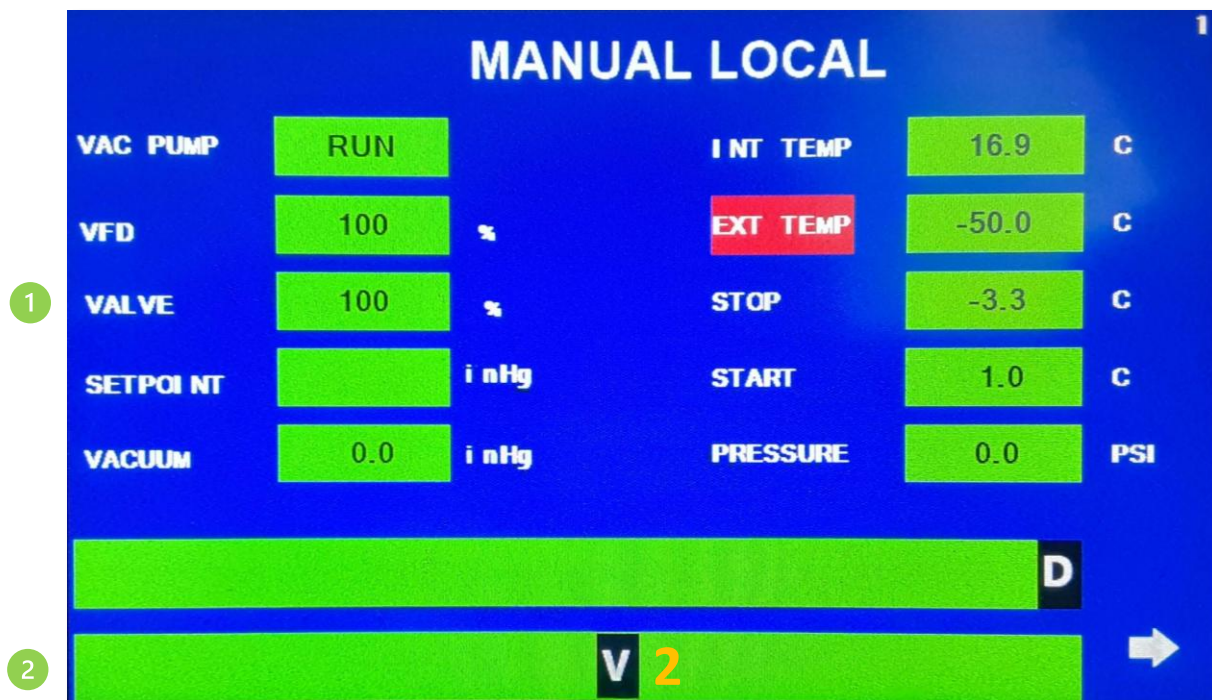 1
MANUAL LOCAL
VAC PUMP RUN INT TEMP 16.9 C
VFD 100 % EXT TEMP -50.0 C
1 VALVE 100 % STOP -3.3 C
SETPOINT inHg START 1.0 C
VACUUM 0.0 inHg PRESSURE 0.0 PSI
D
2 V 2